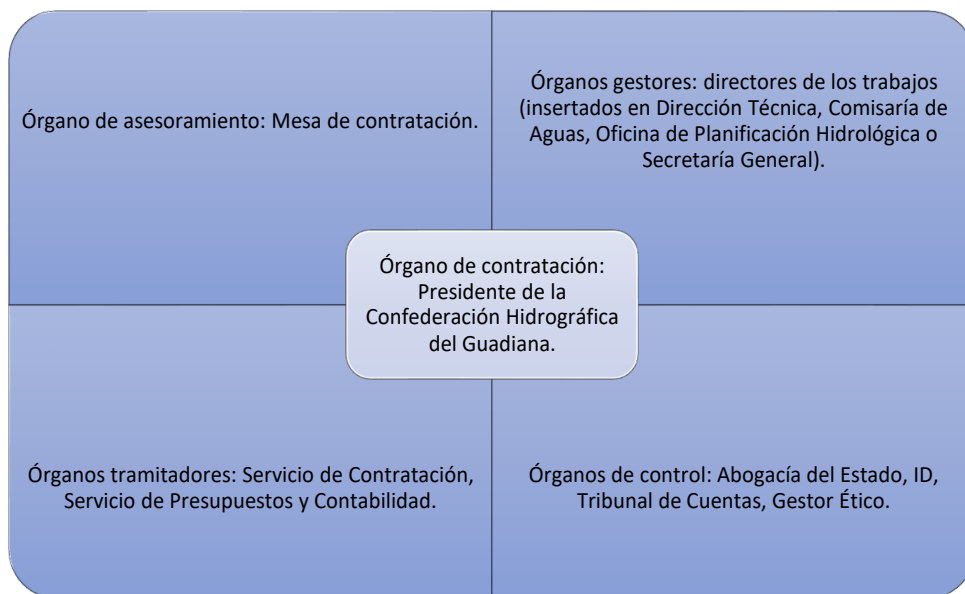 Órgano de asesoramiento: Mesa de contratación.
Órganos gestores: directores de los trabajos
(insertados en Dirección Técnica, Comisaría de
Aguas, Oficina de Planificación Hidrológica o
Secretaría General).
Órgano de contratación:
Presidente de la
Confederación Hidrográfica
del Guadiana.
Órganos tramitadores: Servicio de Contratación,
Servicio de Presupuestos y Contabilidad.
Órganos de control: Abogacía del Estado, ID,
Tribunal de Cuentas, Gestor Ético.